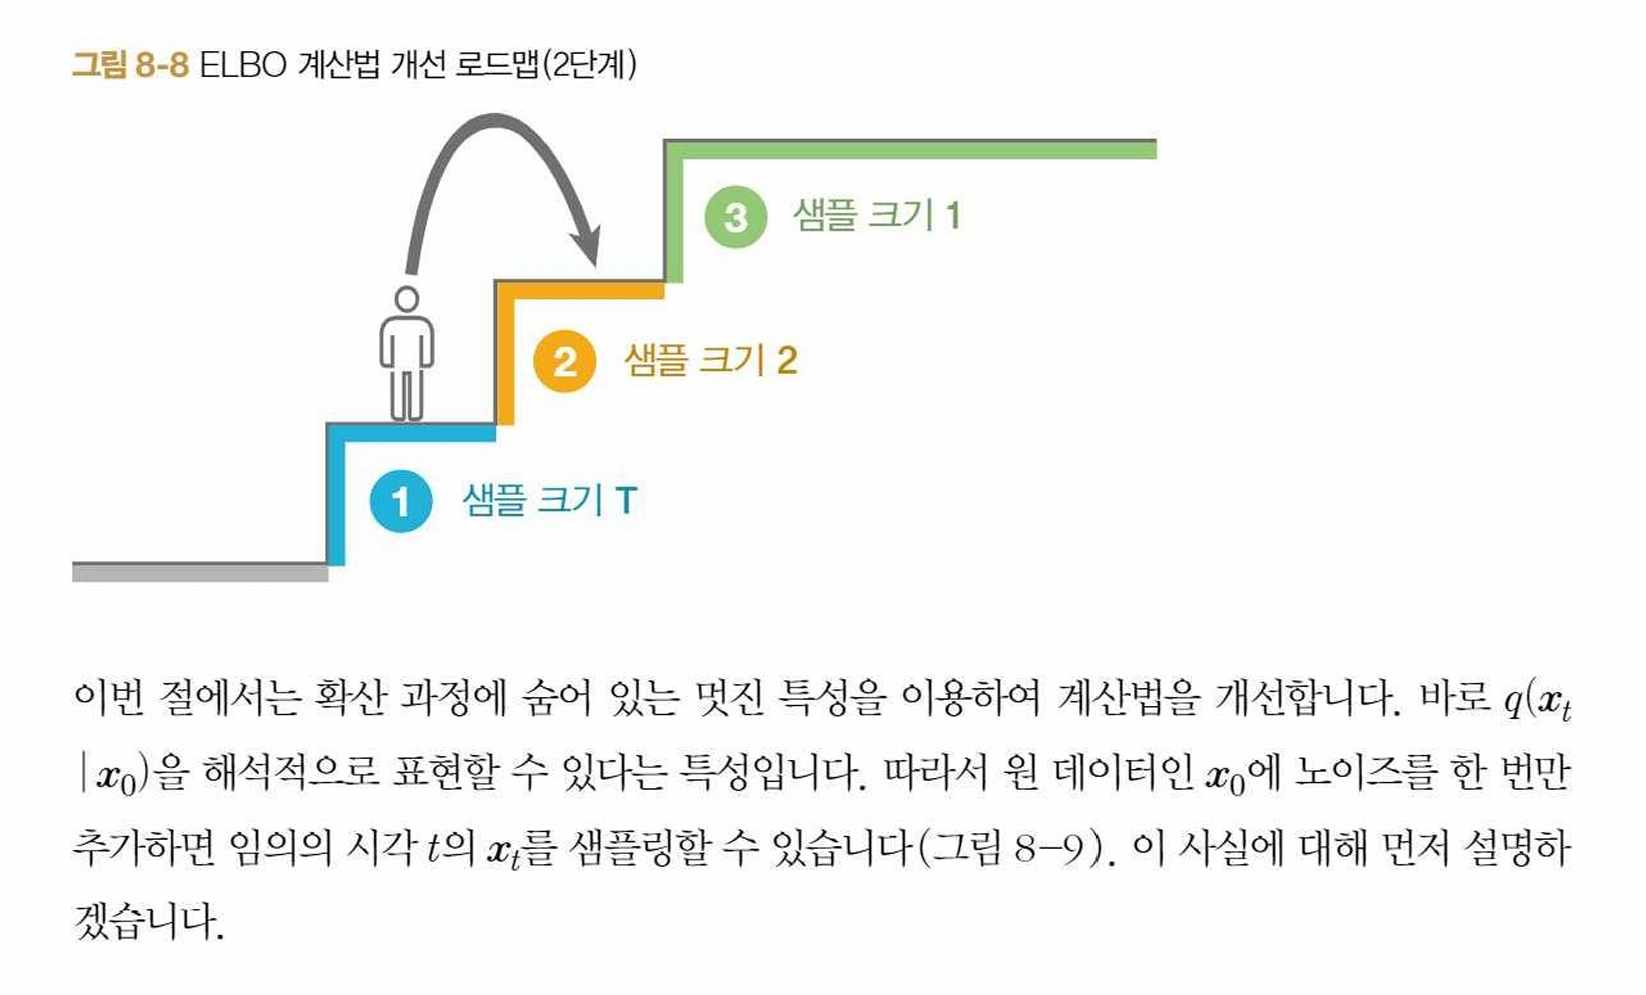 그림 8-8 ELBO 계산법 개선 로드맵(2단계)
3 샘플 크기 1
2 샘플 크기 2
1 샘플 크기 T
이번 절에서는 확산 과정에 숨어 있는 멋진 특성을 이용하여 계산법을 개선합니다. 바로 q(xₜ
|x₀)을 해석적으로 표현할 수 있다는 특성입니다. 따라서 원 데이터인 x₀에 노이즈를 한 번만
추가하면 임의의 시각 t의 xₜ를 샘플링할 수 있습니다(그림 8-9). 이 사실에 대해 먼저 설명하
겠습니다.